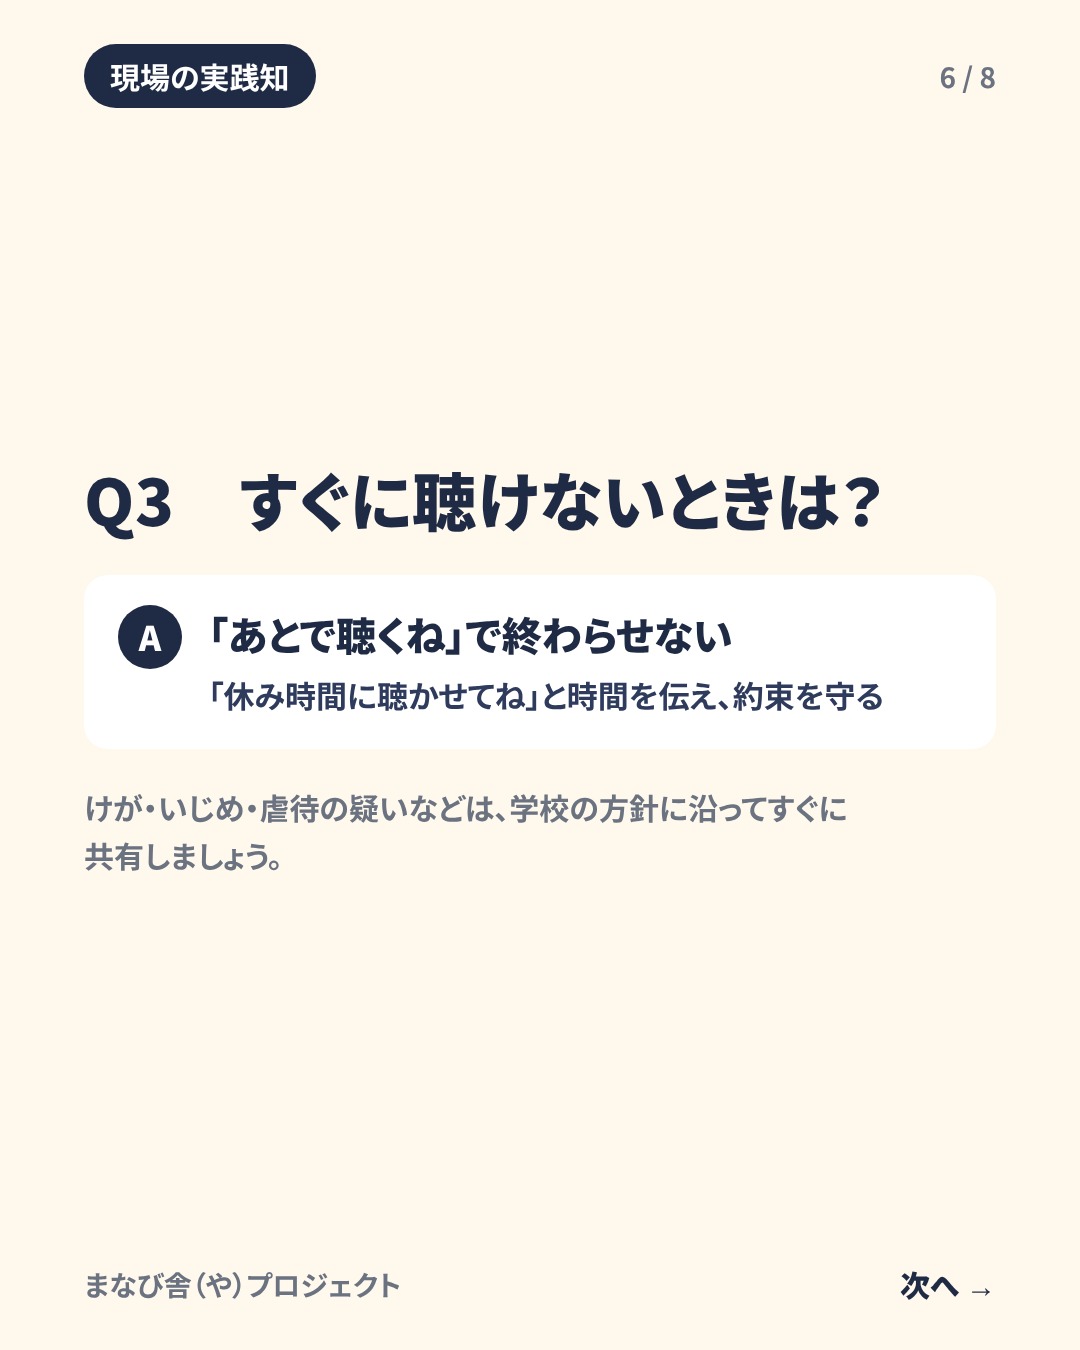 現場の実践知
6 / 8
Q3　すぐに聴けないときは？
A 「あとで聴くね」で終わらせない
「休み時間に聴かせてね」と時間を伝え、約束を守る
けが・いじめ・虐待の疑いなどは、学校の方針に沿ってすぐに
共有しましょう。
まなび舎（や）プロジェクト
次へ →